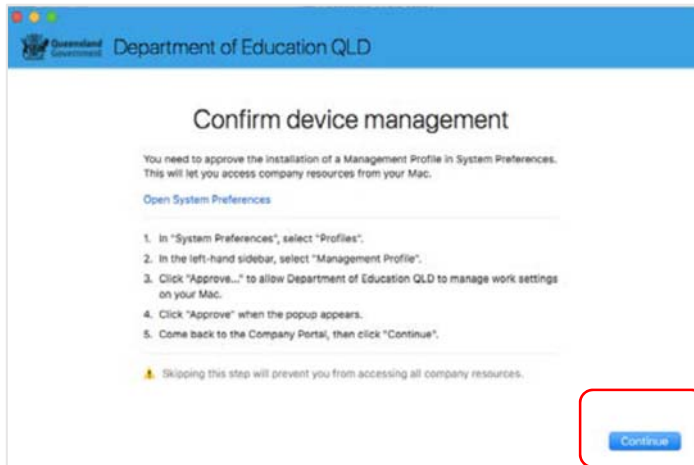 Queensland
Government
Department of Education QLD
Confirm device management
You need to approve the installation of a Management Profile in System Preferences.
This will let you access company resources from your Mac.
Open System Preferences
1. In "System Preferences", select "Profiles".
2. In the left-hand sidebar, select "Management Profile".
3. Click "Approve..." to allow Department of Education QLD to manage work settings
on your Mac.
4. Click "Approve" when the popup appears.
5. Come back to the Company Portal, then click "Continue".
Skipping this step will prevent you from accessing all company resources.
Continue